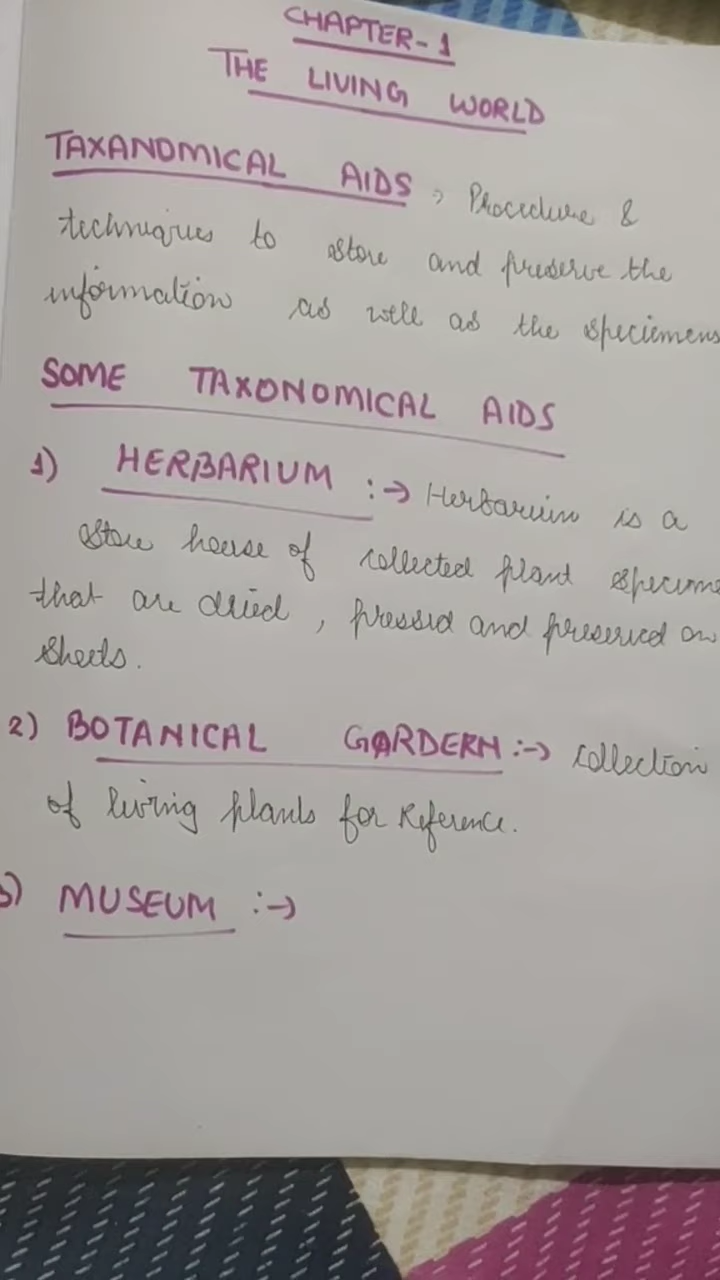 CHAPTER-1
THE LIVING WORLD
TAXANOMICAL AIDS → Procedure &
techniques to store and preserve the
information as well as the specimens
SOME TAXONOMICAL AIDS
1) HERBARIUM :→ Herbarium is a
store house of collected plant specime
that are dried, pressed and preserved on
sheets.
2) BOTANICAL GARDERN :→ collection
of living plants for Reference.
3) MUSEUM :→